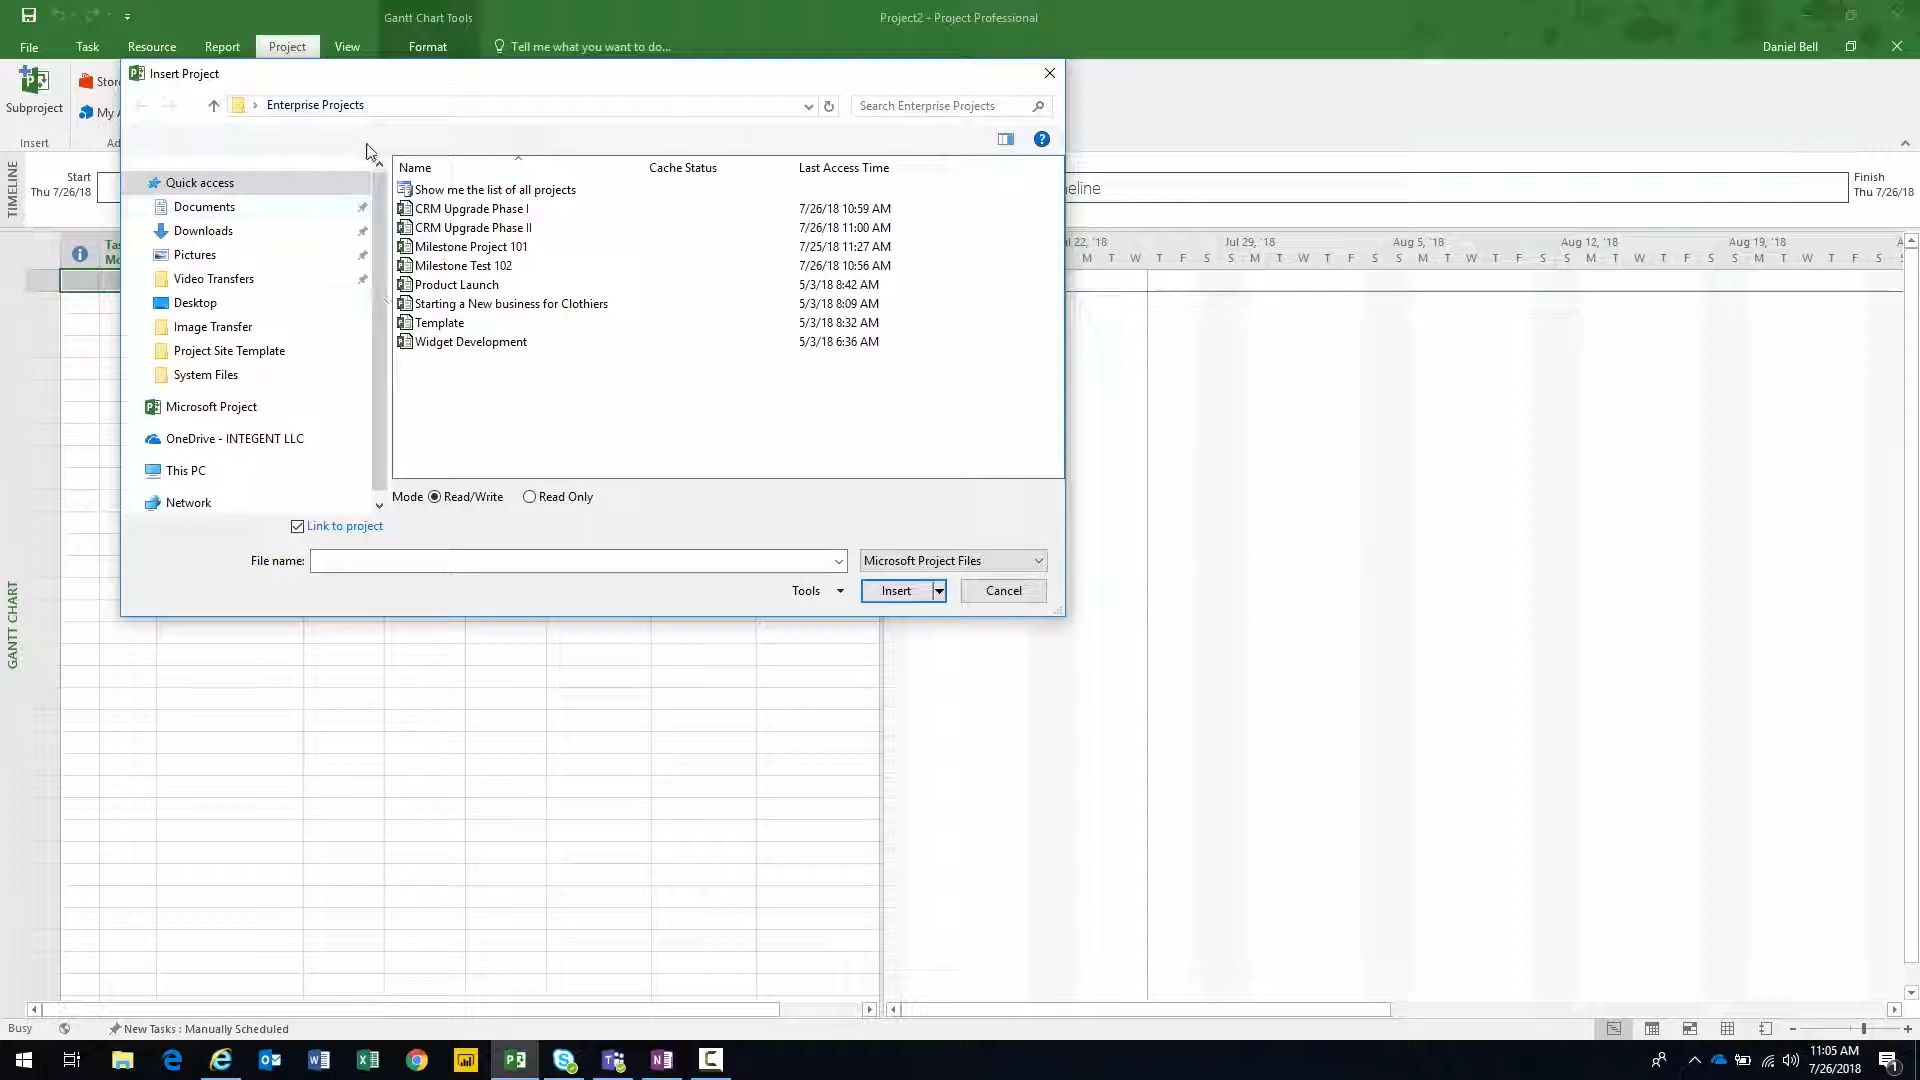 Gantt Chart Tools
Project2 - Project Professional
File Task Resource Report Project View Format Tell me what you want to do...
Daniel Bell
Subproject
Insert
Stor
My A
Ad
Insert Project
Enterprise Projects
Search Enterprise Projects
Quick access
Documents
Downloads
Pictures
Video Transfers
Desktop
Image Transfer
Project Site Template
System Files
Microsoft Project
OneDrive - INTEGENT LLC
This PC
Network
Name Cache Status Last Access Time
Show me the list of all projects
CRM Upgrade Phase I 7/26/18 10:59 AM
CRM Upgrade Phase II 7/26/18 11:00 AM
Milestone Project 101 7/25/18 11:27 AM
Milestone Test 102 7/26/18 10:56 AM
Product Launch 5/3/18 8:42 AM
Starting a New business for Clothiers 5/3/18 8:09 AM
Template 5/3/18 8:32 AM
Widget Development 5/3/18 6:36 AM
Mode Read/Write Read Only
Link to project
File name:
Microsoft Project Files
Tools Insert Cancel
TIMELINE
Start
Thu 7/26/18
eline
Finish
Thu 7/26/18
Tas
Mo
22, '18 Jul 29, '18 Aug 5, '18 Aug 12, '18 Aug 19, '18 A
M T W T F S S M T W T F S S M T W T F S S M T W T F S S M T W T F S S
GANTT CHART
Busy New Tasks : Manually Scheduled
11:05 AM
7/26/2018
1